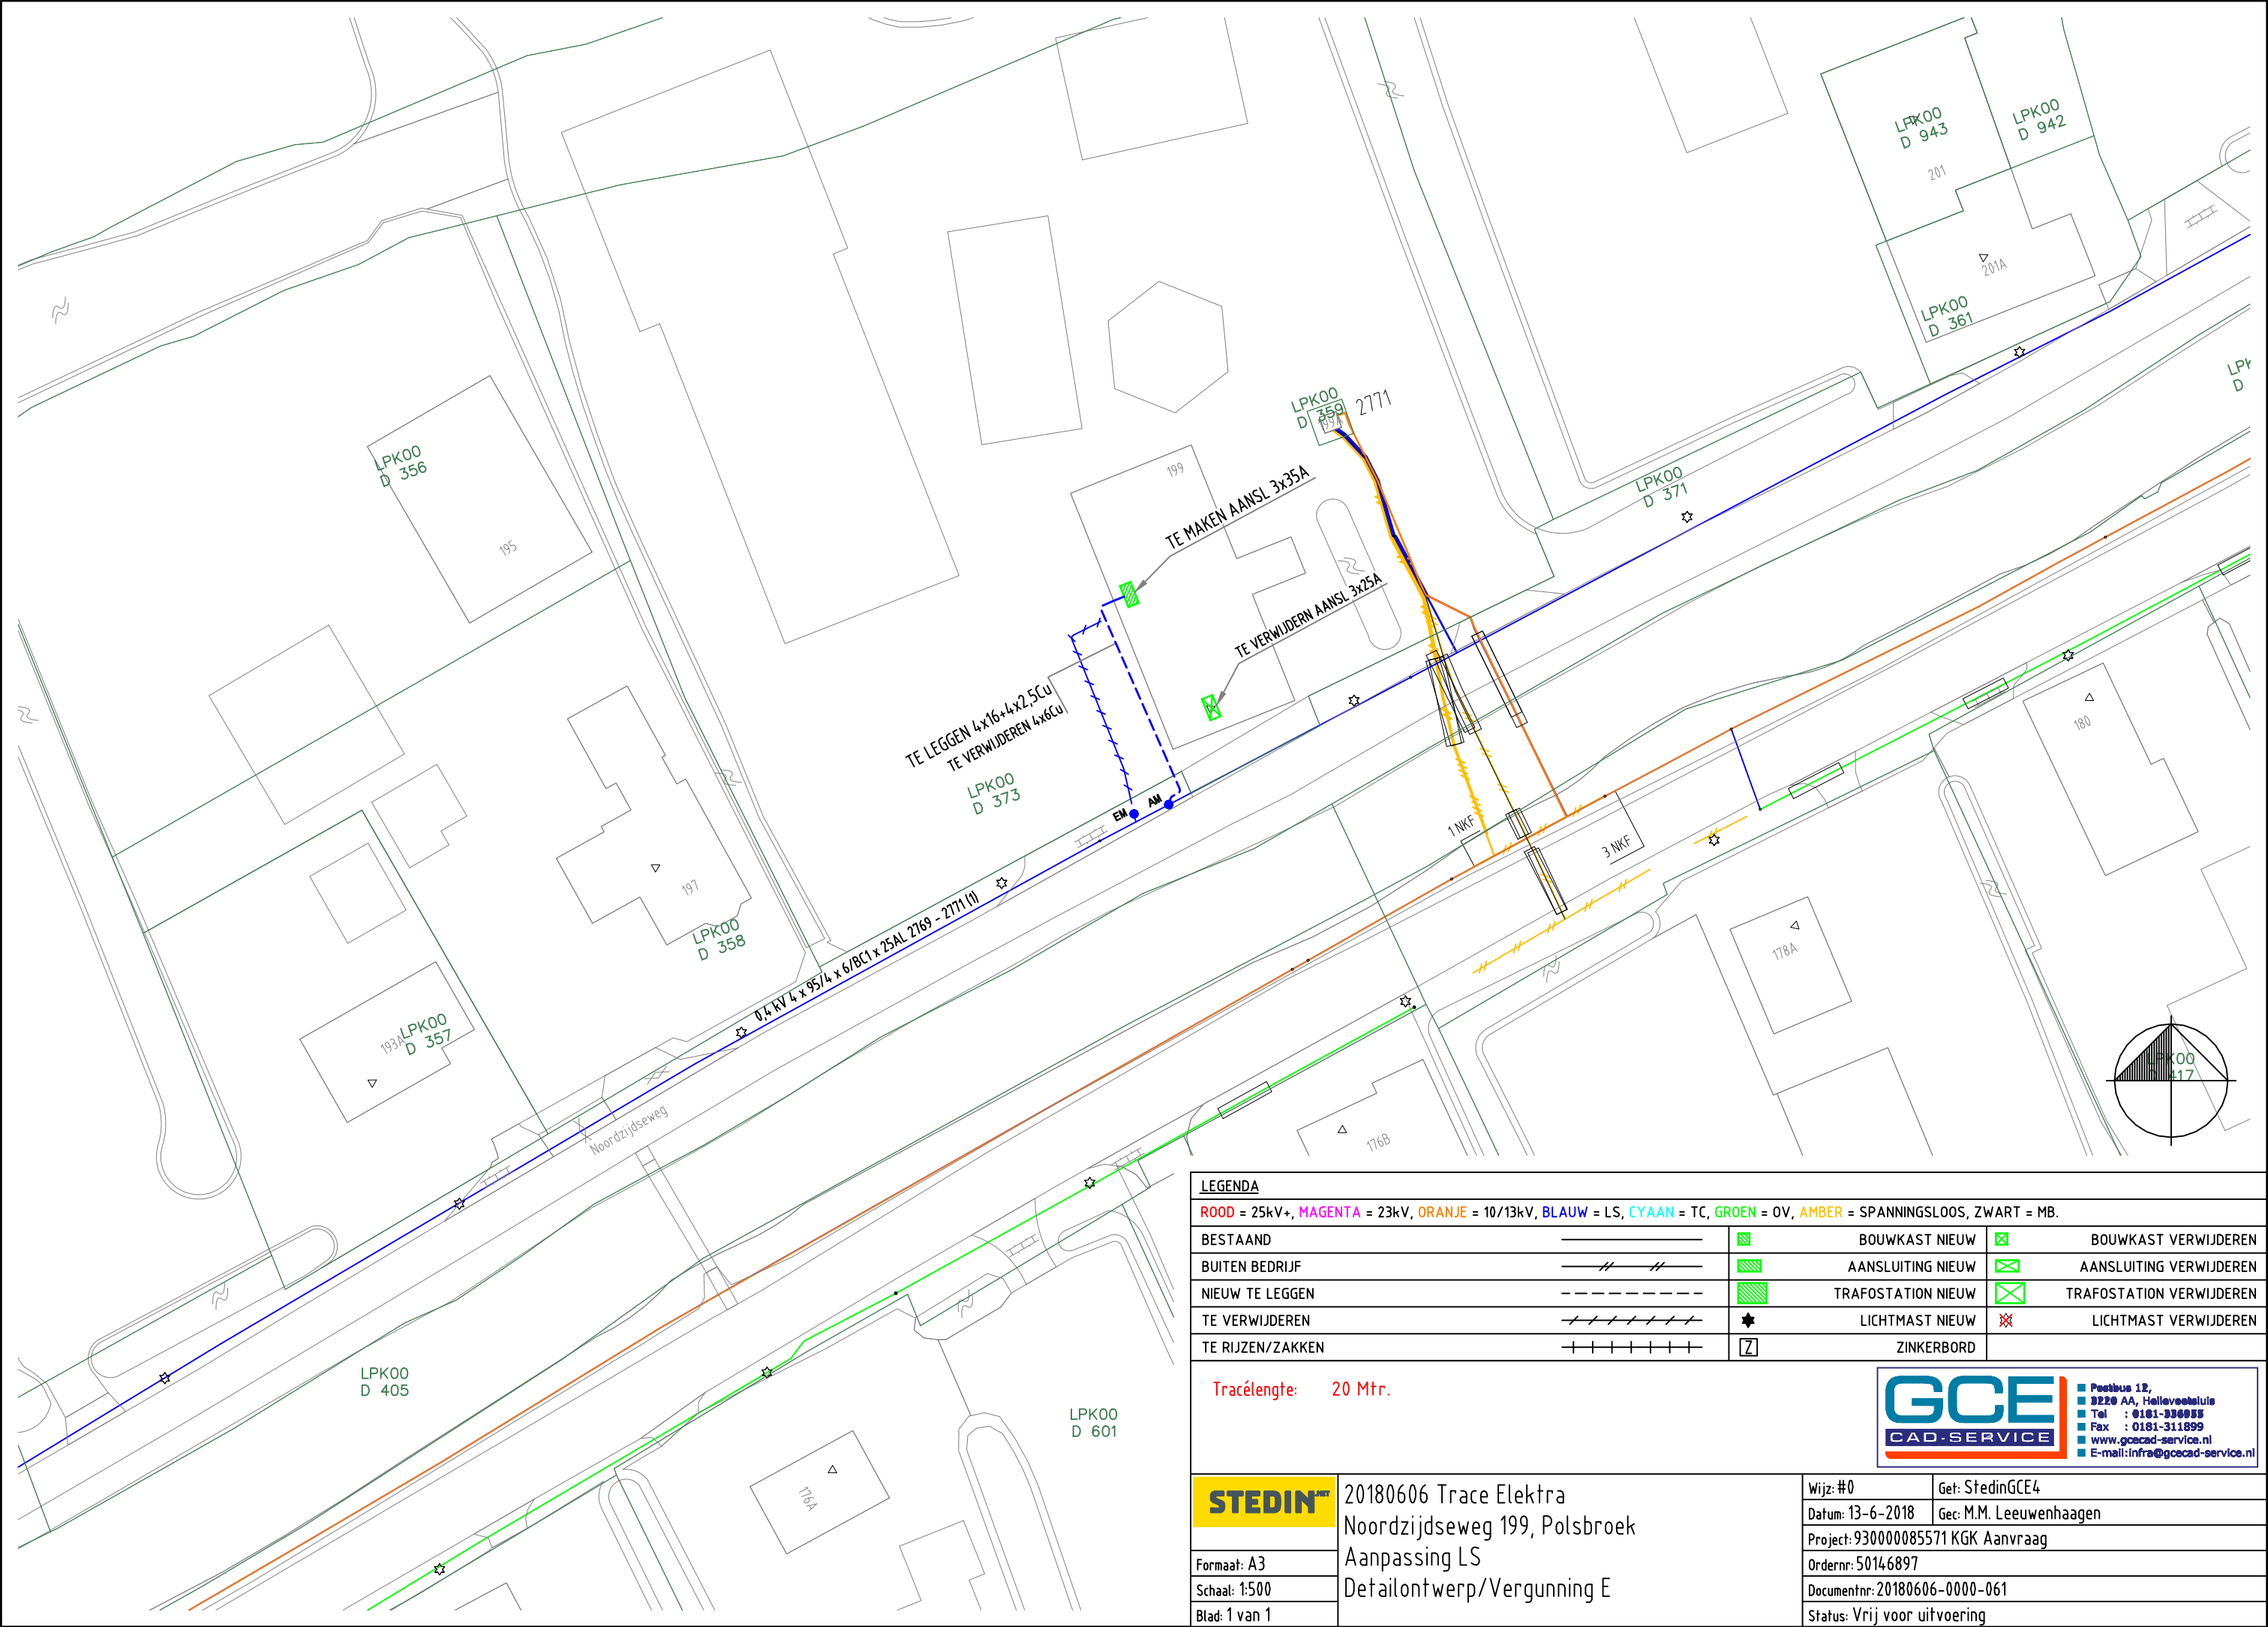 LPK00
D 943
LPK00
D 942
201
201A
LPK00
D 361
LPK00
D 359
199A
2771
LPK00
D 356
195
199
TE MAKEN AANSL 3x35A
LPK00
D 371
TE VERWIJDERN AANSL 3x25A
TE LEGGEN 4x16+4x2,5Cu
TE VERWIJDEREN 4x6Cu
LPK00
D 373
EM
AM
1 NKF
3 NKF
180
197
LPK00
D 358
0,4 kV 4 x 95/4 x 6/BC1 x 25AL 2769 - 2771 (1)
178A
193A
LPK00
D 357
Noordzijdseweg
176B
LPK00
D 417
LPK00
D 405
LPK00
D 601
176A
LEGENDA
ROOD = 25kV+, MAGENTA = 23kV, ORANJE = 10/13kV, BLAUW = LS, CYAAN = TC, GROEN = OV, AMBER = SPANNINGSLOOS, ZWART = MB.
BESTAAND BOUWKAST NIEUW BOUWKAST VERWIJDEREN
BUITEN BEDRIJF AANSLUITING NIEUW AANSLUITING VERWIJDEREN
NIEUW TE LEGGEN TRAFOSTATION NIEUW TRAFOSTATION VERWIJDEREN
TE VERWIJDEREN LICHTMAST NIEUW LICHTMAST VERWIJDEREN
TE RIJZEN/ZAKKEN Z ZINKERBORD
Tracélengte: 20 Mtr.
GCE
CAD-SERVICE
Postbus 12,
3220 AA, Hellevoetsluis
Tel : 0181-336955
Fax : 0181-311899
www.gcecad-service.nl
E-mail:infra@gcecad-service.nl
STEDIN.NET
Formaat: A3
Schaal: 1:500
Blad: 1 van 1
20180606 Trace Elektra
Noordzijdseweg 199, Polsbroek
Aanpassing LS
Detailontwerp/Vergunning E
Wijz: #0 Get: StedinGCE4
Datum: 13-6-2018 Gec: M.M. Leeuwenhaagen
Project: 930000085571 KGK Aanvraag
Ordernr: 50146897
Documentnr: 20180606-0000-061
Status: Vrij voor uitvoering